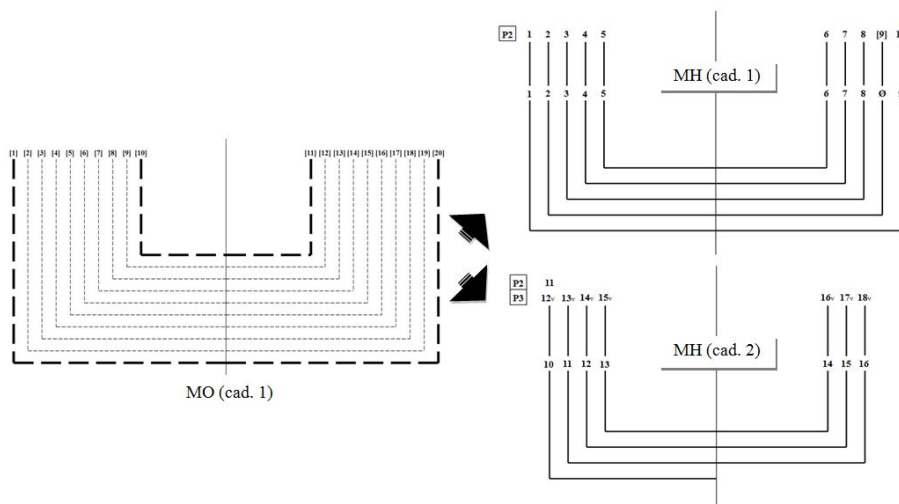 P2 1 2 3 4 5 6 7 8 [9] 1
MH (cad. 1)
1 2 3 4 5 6 7 8 Ø
[1] [2] [3] [4] [5] [6] [7] [8] [9] [10] [11] [12] [13] [14] [15] [16] [17] [18] [19] [20]
MO (cad. 1)
P2 11
P3 12v 13v 14v 15v 16v 17v 18v
MH (cad. 2)
10 11 12 13 14 15 16